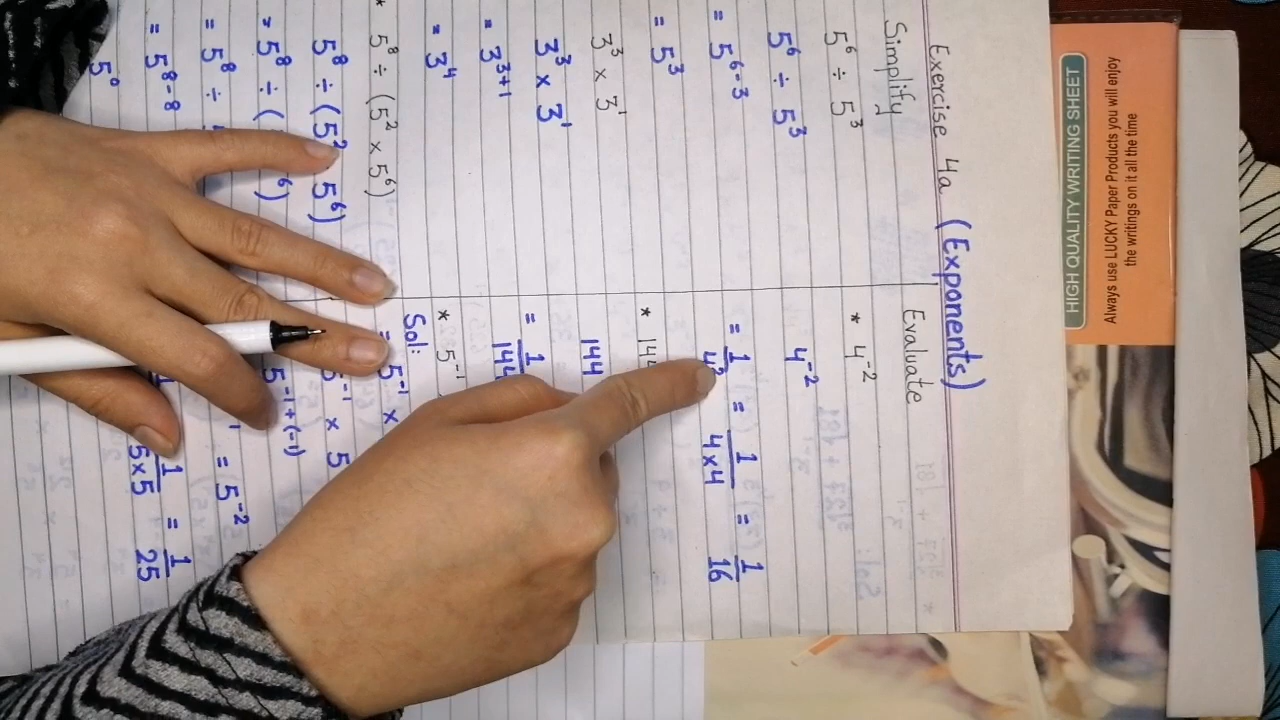 HIGH QUALITY WRITING SHEET
Always use LUCKY Paper Products you will enjoy
the writings on it all the time
Exercise 4a (Exponents)
Simplify
5⁶ ÷ 5³
5⁶ ÷ 5³
= 5⁶⁻³
= 5³
3³ × 3¹
3³ × 3¹
= 3³⁺¹
= 3⁴
* 5⁸ ÷ (5² × 5⁶)
5⁸ ÷ (5² 5⁶)
= 5⁸ ÷ ( ⁶)
= 5⁸ ÷
= 5⁸⁻⁸
5⁰
Evaluate
* 4⁻²
4⁻²
= 1/4² = 1/4×4 = 1/16
* 144
144
= 1/144
* 5⁻¹
Sol:
= 5⁻¹ ×
5⁻¹ × 5
5⁻¹⁺⁽⁻¹⁾
= 5⁻²
1/5×5 = 1/25